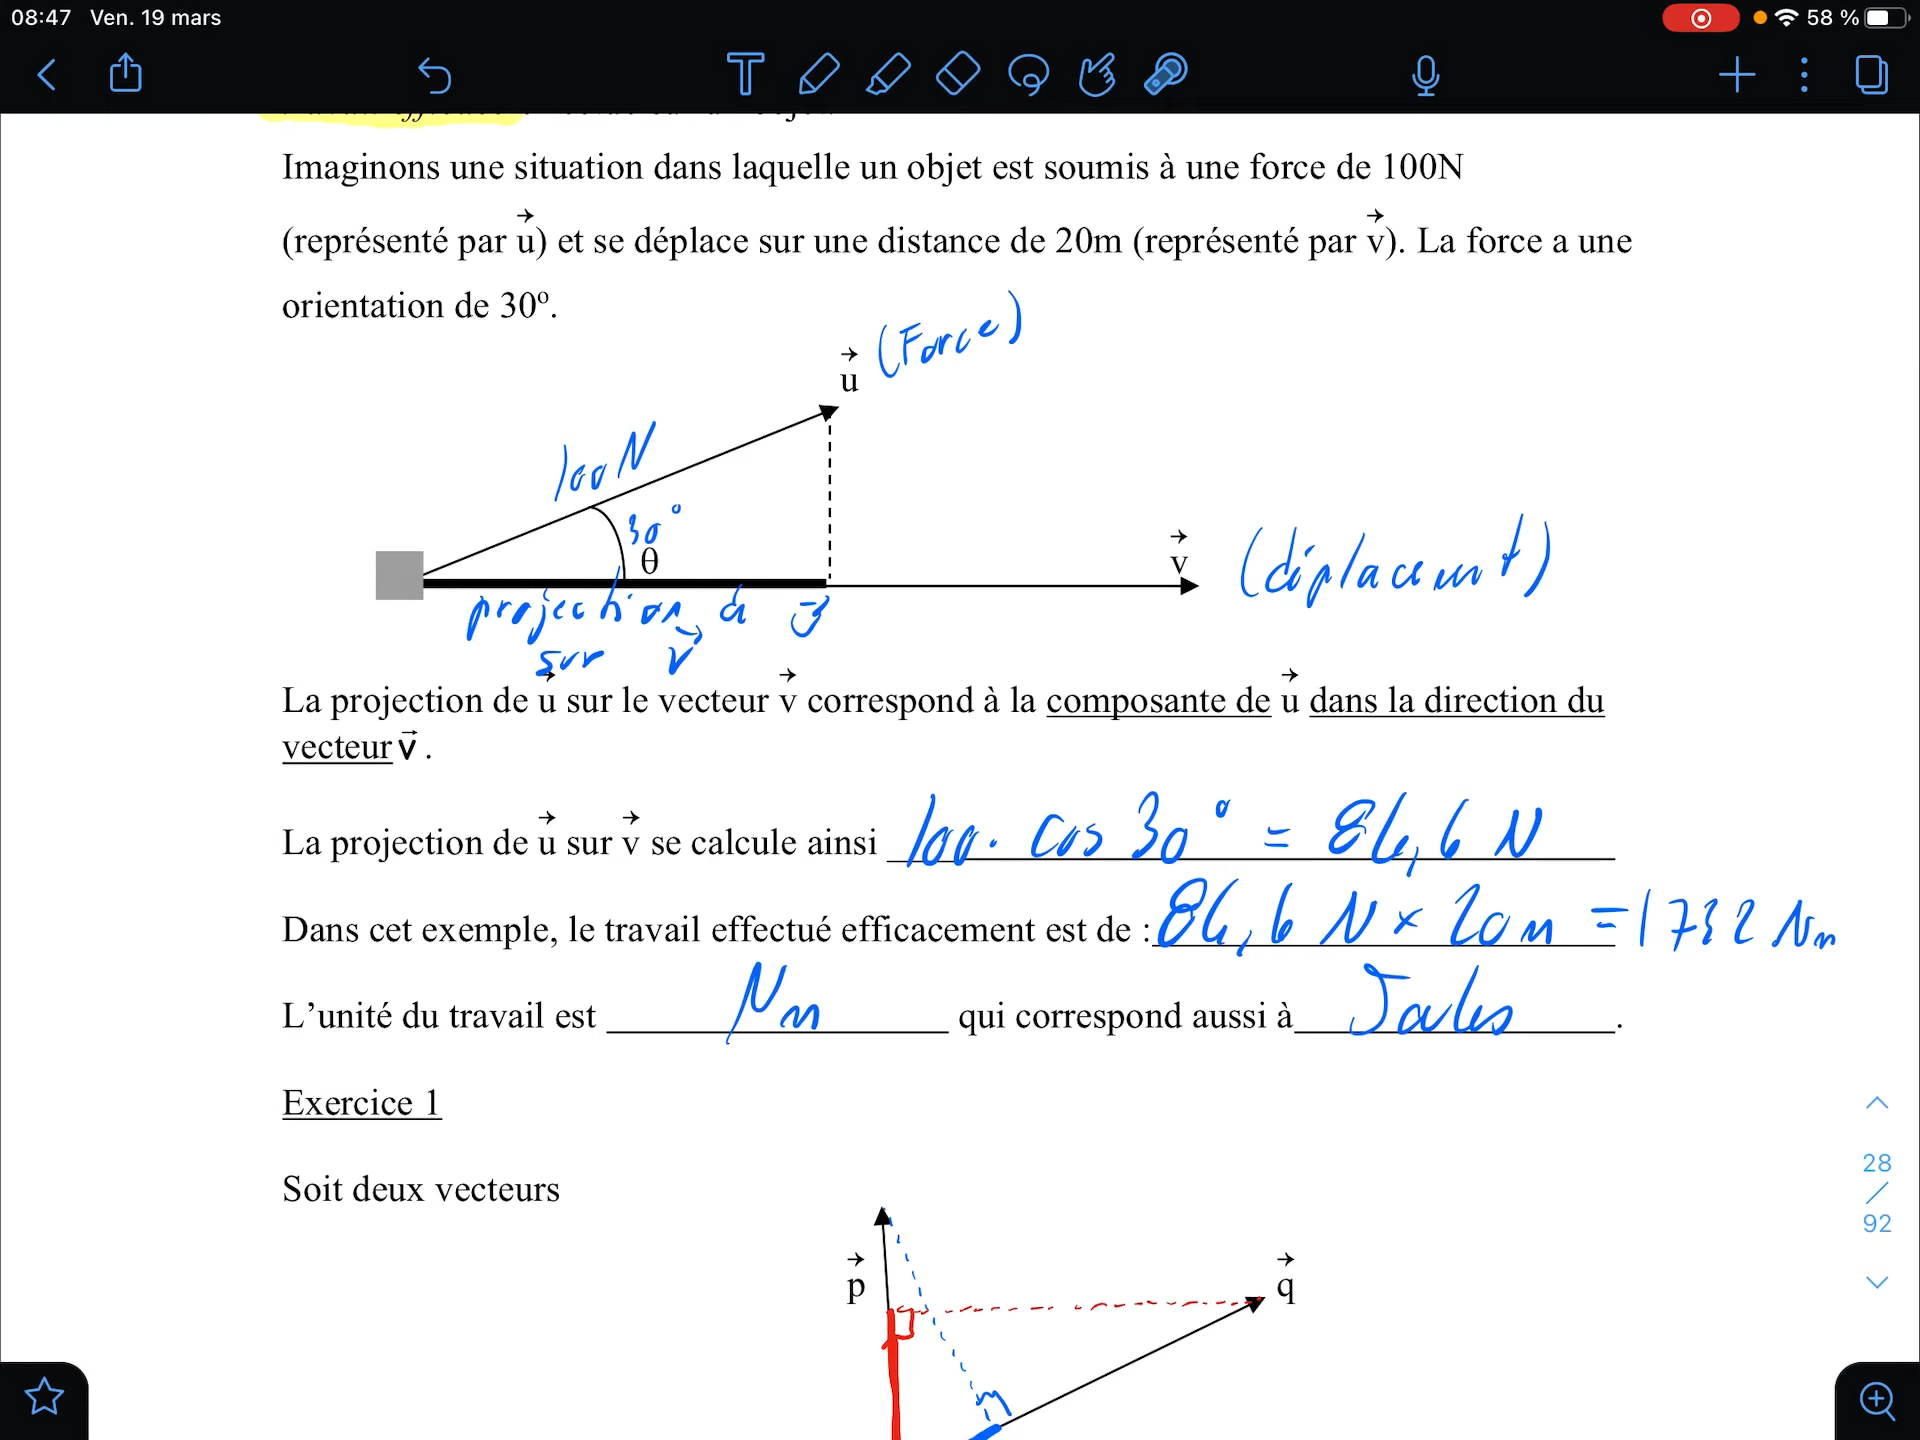 08:47 Ven. 19 mars 58 %
Imaginons une situation dans laquelle un objet est soumis à une force de 100N
(représenté par u⃗) et se déplace sur une distance de 20m (représenté par v⃗). La force a une
orientation de 30º.
u⃗ (Force)
100 N
30°
θ
v⃗ (déplacement)
projection de u⃗
sur v⃗
La projection de u⃗ sur le vecteur v⃗ correspond à la composante de u⃗ dans la direction du
vecteur v⃗ .
La projection de u⃗ sur v⃗ se calcule ainsi 100 · cos 30° = 86,6 N
Dans cet exemple, le travail effectué efficacement est de : 86,6 N × 20 m = 1732 Nm
L'unité du travail est Nm qui correspond aussi à Joules .
Exercice 1
28
/
92
Soit deux vecteurs
p⃗ q⃗